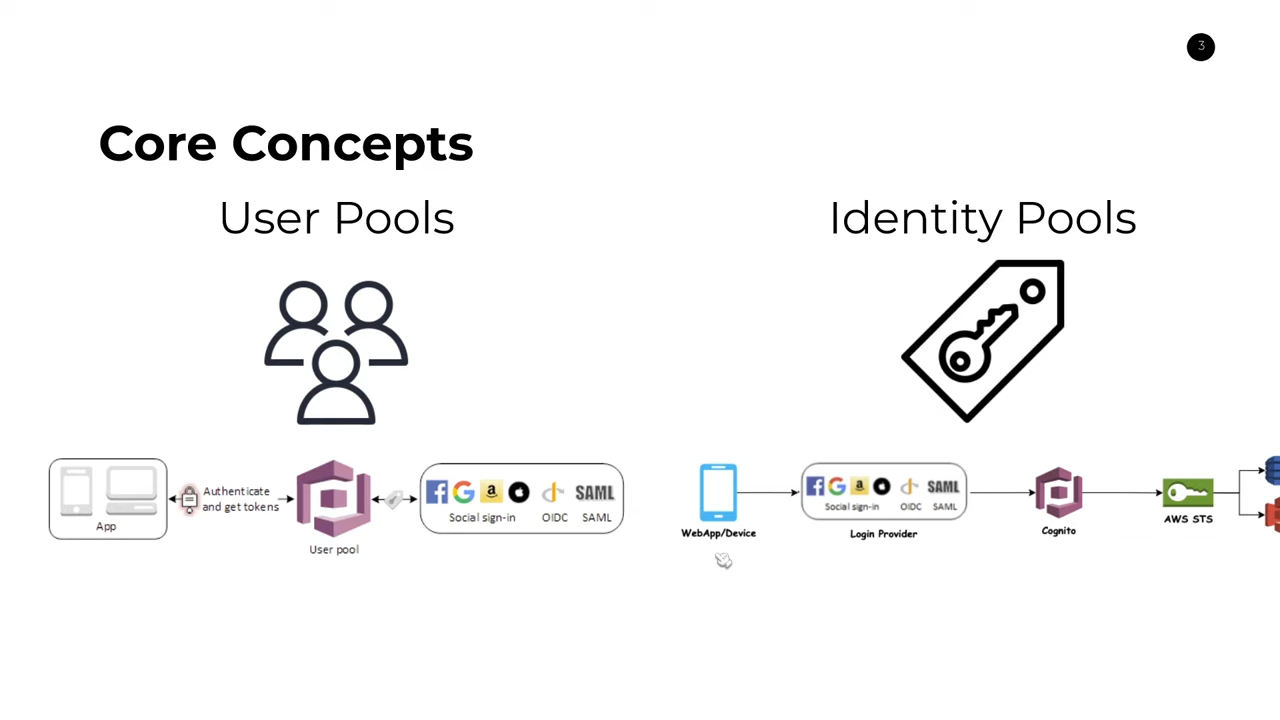 3
Core Concepts
User Pools
Identity Pools
Authenticate
and get tokens
App
User pool
a
SAML
Social sign-in
OIDC
SAML
WebApp/Device
a
SAML
Social sign-in
OIDC
SAML
Login Provider
Cognito
AWS STS